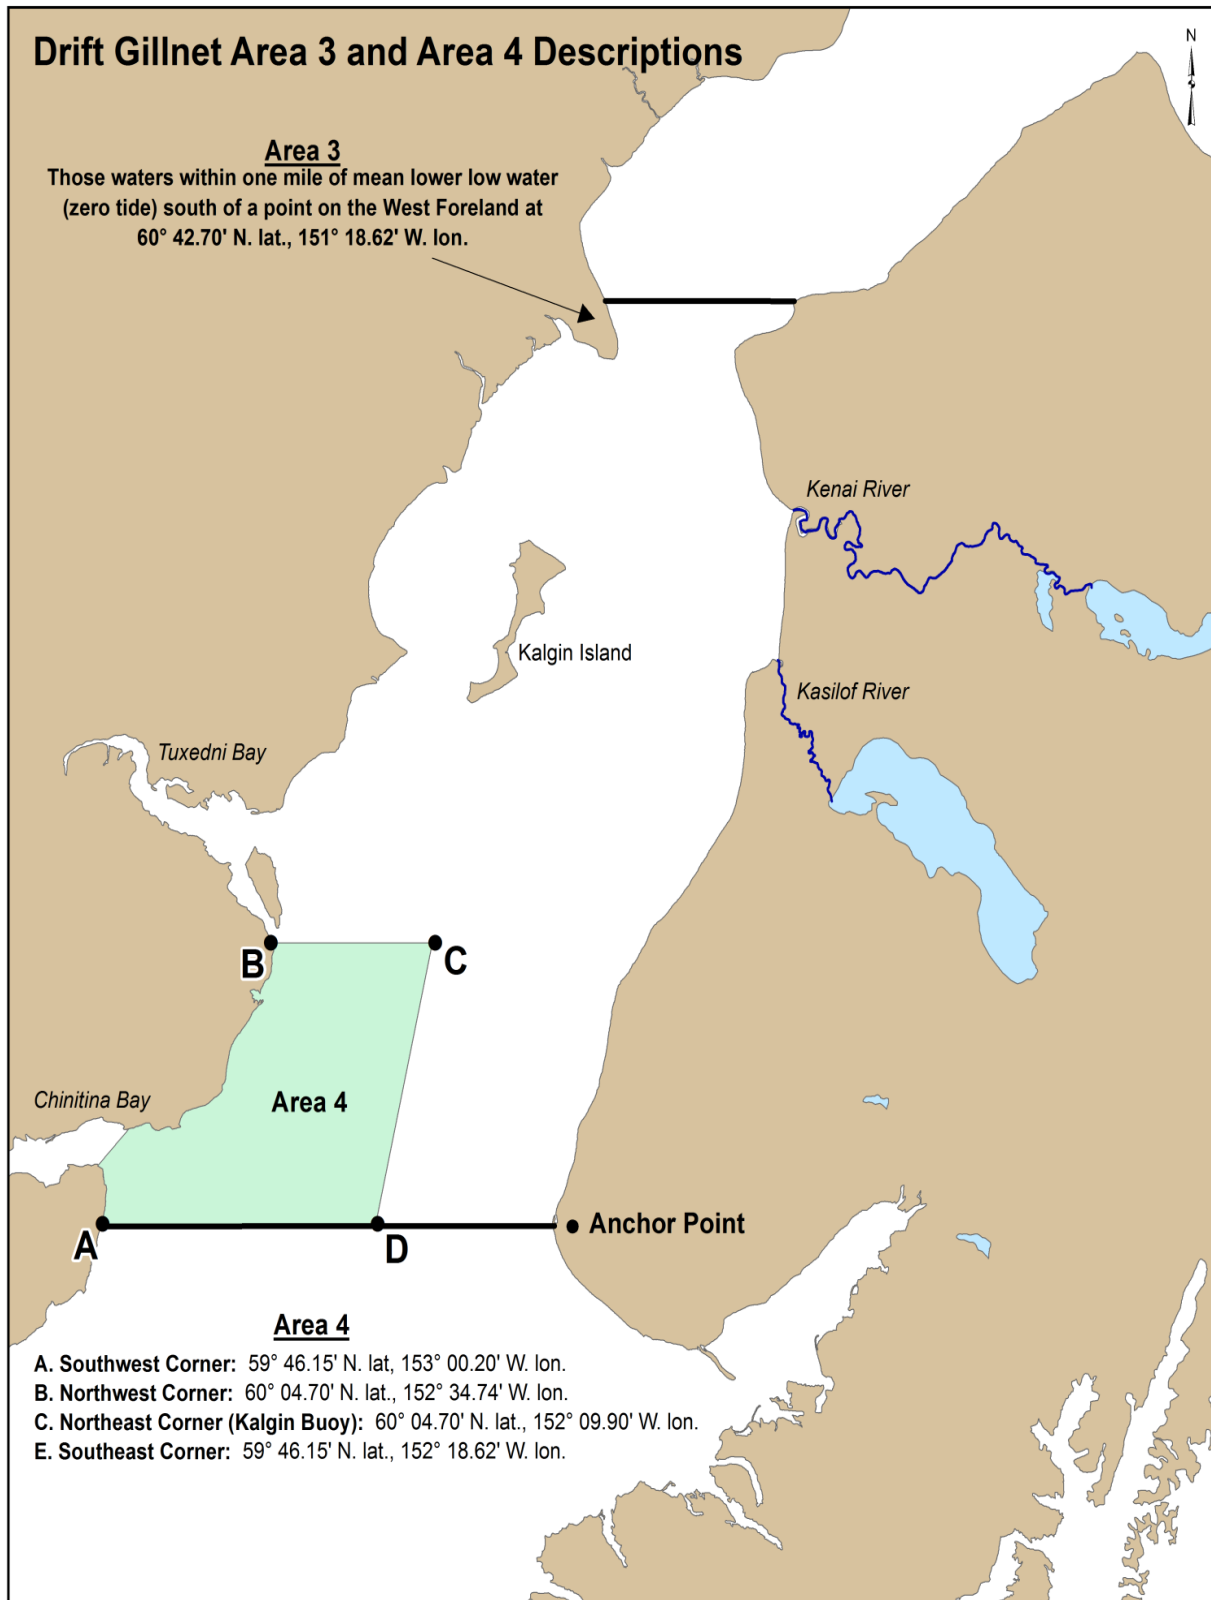 Drift Gillnet Area 3 and Area 4 Descriptions
N
Area 3
Those waters within one mile of mean lower low water
(zero tide) south of a point on the West Foreland at
60° 42.70' N. lat., 151° 18.62' W. lon.
Kenai River
Kalgin Island
Kasilof River
Tuxedni Bay
B
C
Chinitina Bay
Area 4
A
D
Anchor Point
Area 4
A. Southwest Corner: 59° 46.15' N. lat, 153° 00.20' W. lon.
B. Northwest Corner: 60° 04.70' N. lat., 152° 34.74' W. lon.
C. Northeast Corner (Kalgin Buoy): 60° 04.70' N. lat., 152° 09.90' W. lon.
E. Southeast Corner: 59° 46.15' N. lat., 152° 18.62' W. lon.